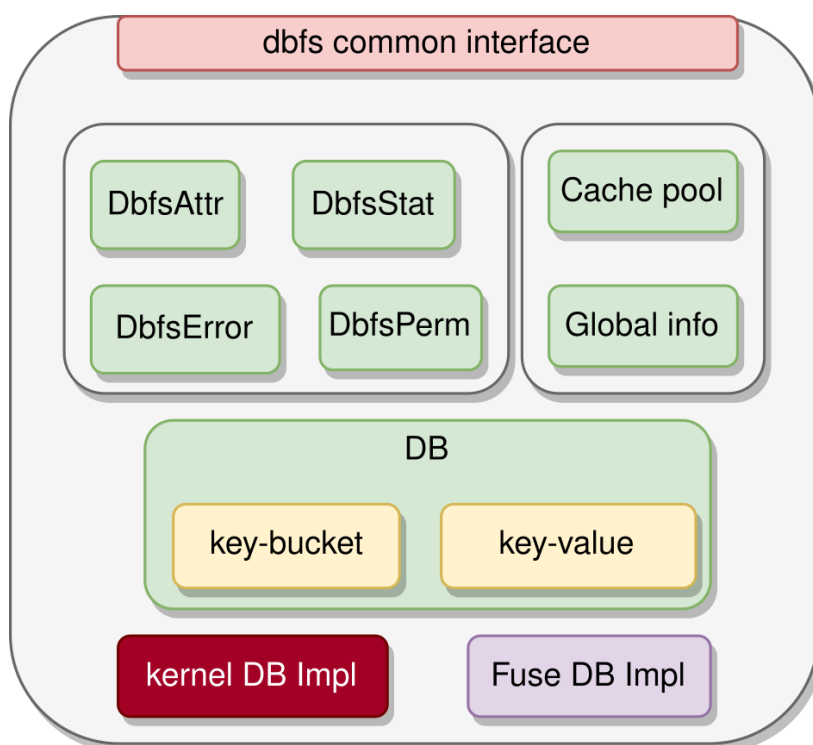 dbfs common interface
DbfsAttr
DbfsStat
DbfsError
DbfsPerm
Cache pool
Global info
DB
key-bucket
key-value
kernel DB Impl
Fuse DB Impl